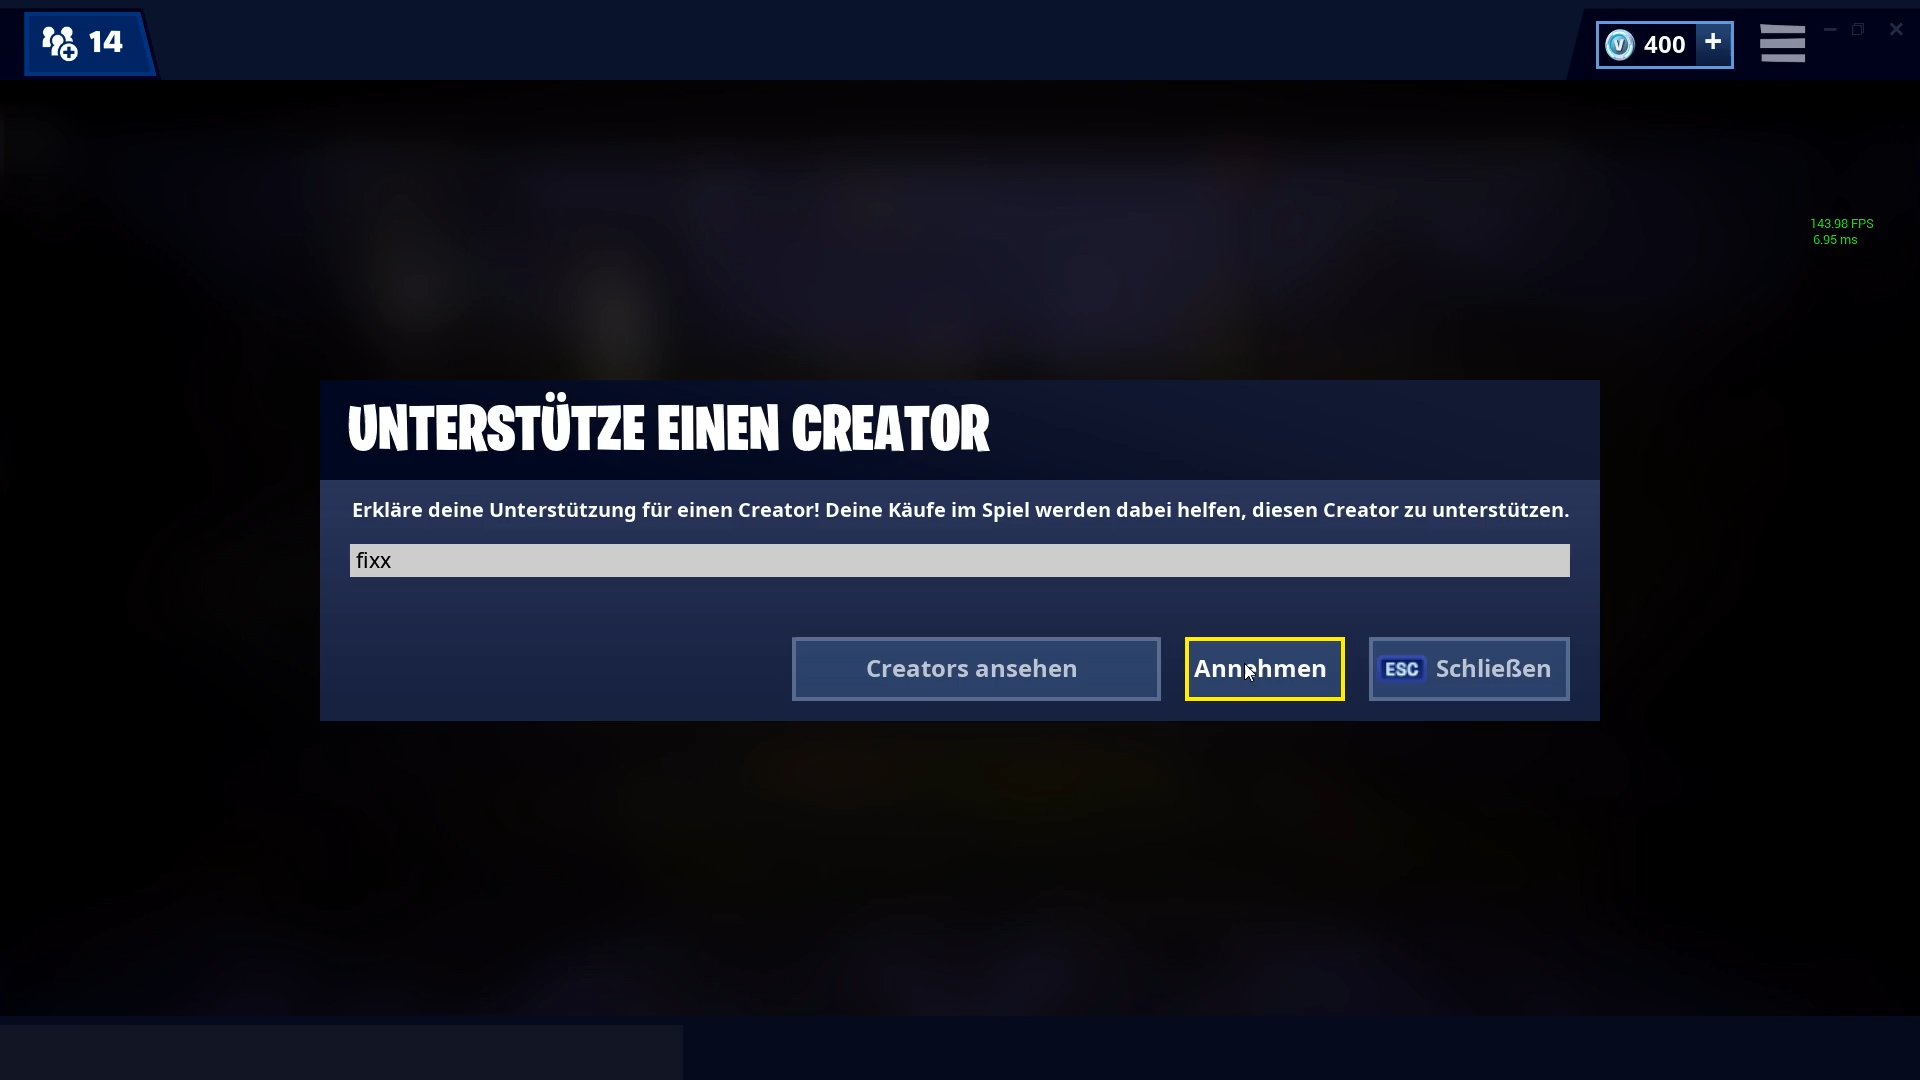 14
400 +
143.98 FPS
6.95 ms
UNTERSTÜTZE EINEN CREATOR
Erkläre deine Unterstützung für einen Creator! Deine Käufe im Spiel werden dabei helfen, diesen Creator zu unterstützen.
fixx
Creators ansehen
Annehmen
ESC Schließen